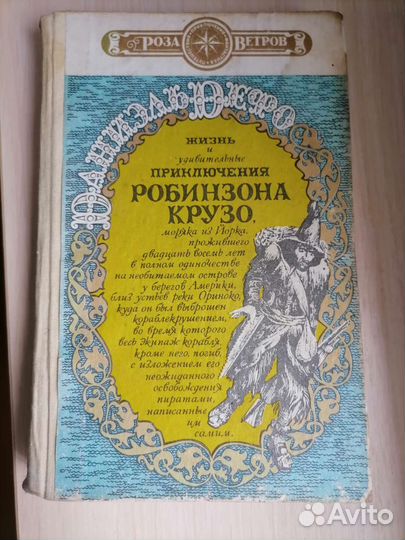 РОЗА ВЕТРОВ
ДАНИЭЛЬ ДЕФО
ЖИЗНЬ
и
удивительные
ПРИКЛЮЧЕНИЯ
РОБИНЗОНА
КРУЗО,
моряка из Йорка,
прожившего
двадцать восемь лет
в полном одиночестве
на необитаемом острове
у берегов Америки,
близ устьев реки Ориноко,
куда он был выброшен
кораблекрушением,
во время которого
весь экипаж корабля,
кроме него, погиб,
с изложением его
неожиданного
освобождения
пиратами,
написанные
им
самим.
Avito